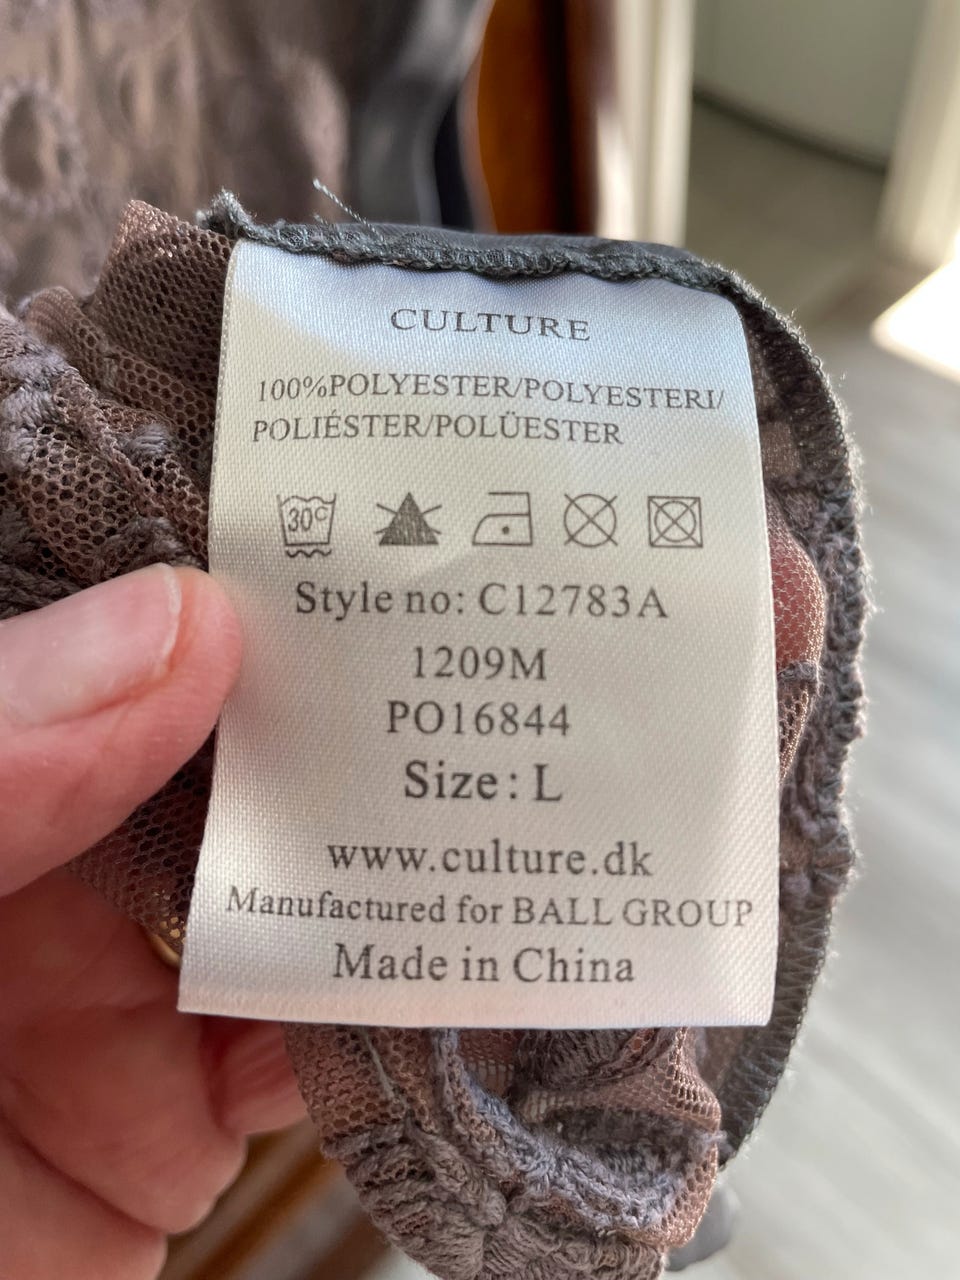 CULTURE
100%POLYESTER/POLYESTERI/
POLIÉSTER/POLÜESTER
30°C
Style no: C12783A
1209M
PO16844
Size: L
www.culture.dk
Manufactured for BALL GROUP
Made in China